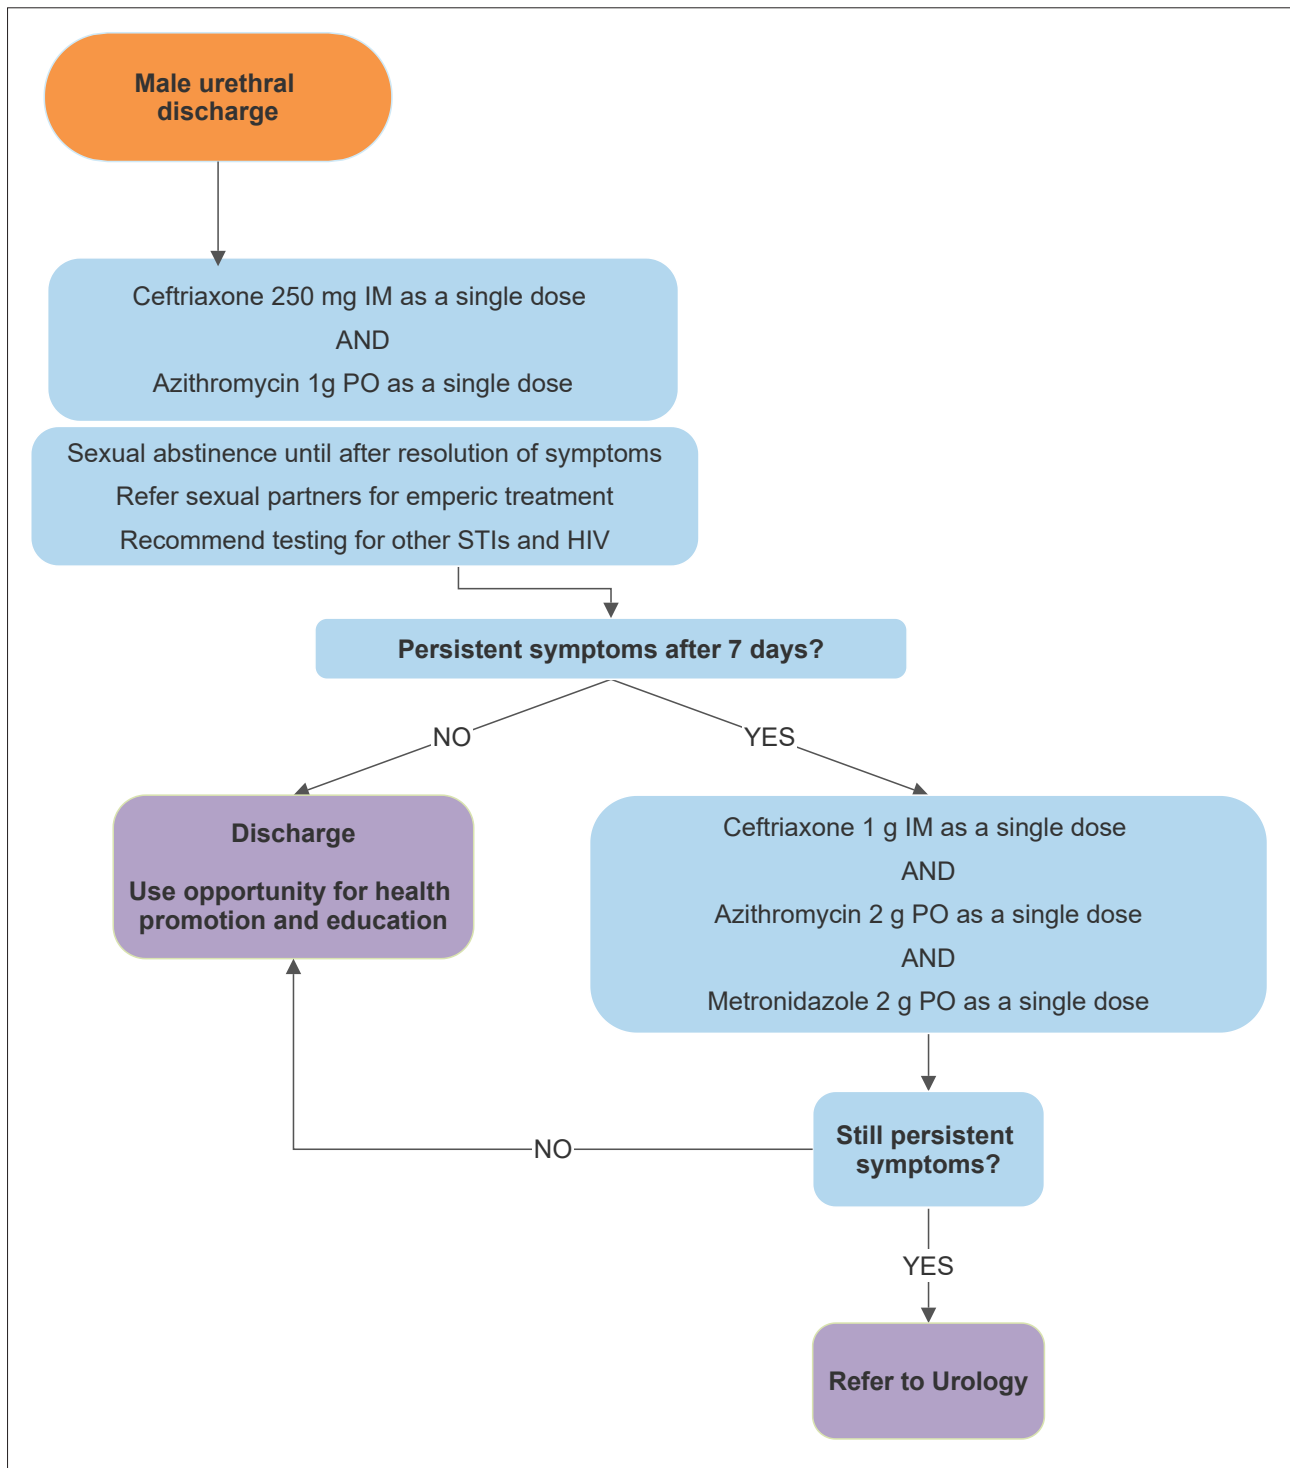 Male urethral
discharge
Ceftriaxone 250 mg IM as a single dose
AND
Azithromycin 1g PO as a single dose
Sexual abstinence until after resolution of symptoms
Refer sexual partners for emperic treatment
Recommend testing for other STIs and HIV
Persistent symptoms after 7 days?
NO
YES
Discharge
Use opportunity for health
promotion and education
Ceftriaxone 1 g IM as a single dose
AND
Azithromycin 2 g PO as a single dose
AND
Metronidazole 2 g PO as a single dose
Still persistent
symptoms?
NO
YES
Refer to Urology